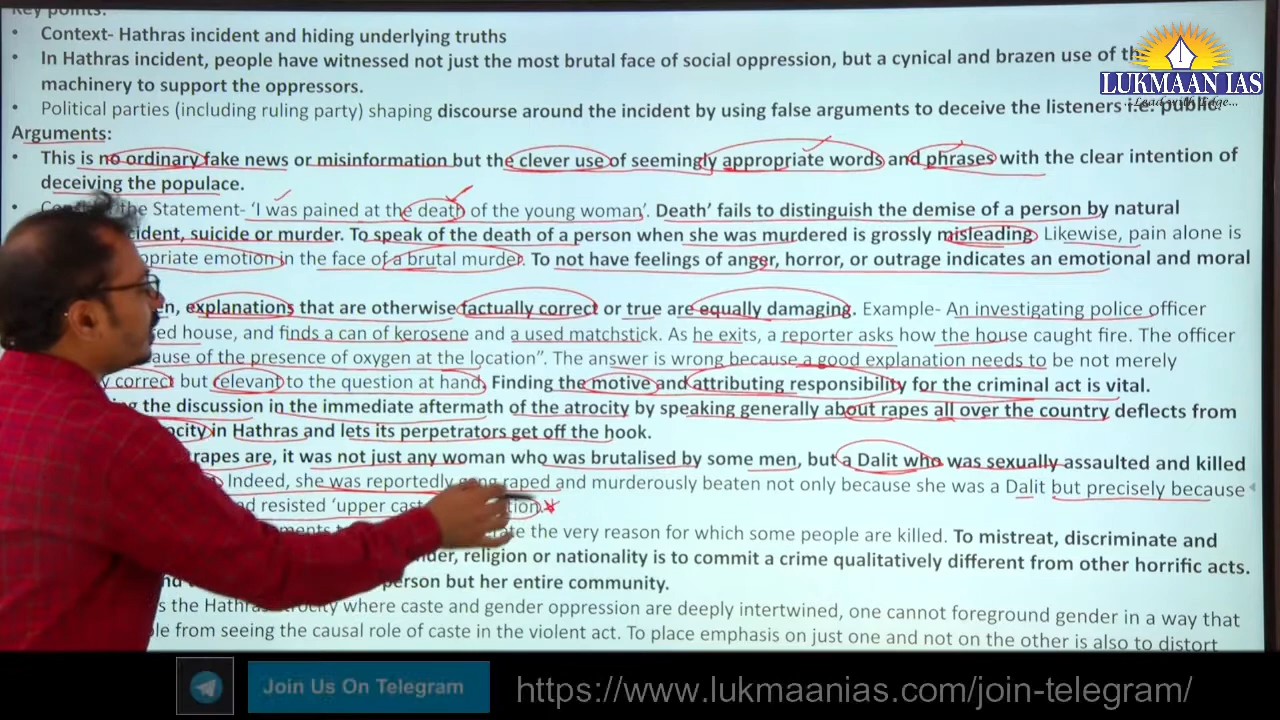 Key points:
• Context- Hathras incident and hiding underlying truths
• In Hathras incident, people have witnessed not just the most brutal face of social oppression, but a cynical and brazen use of the
machinery to support the oppressors.
• Political parties (including ruling party) shaping discourse around the incident by using false arguments to deceive the listeners i.e. public.
Arguments:
• This is no ordinary fake news or misinformation but the clever use of seemingly appropriate words and phrases with the clear intention of
deceiving the populace.
• the Statement- 'I was pained at the death of the young woman'. Death' fails to distinguish the demise of a person by natural
suicide or murder. To speak of the death of a person when she was murdered is grossly misleading. Likewise, pain alone is
emotion in the face of a brutal murder. To not have feelings of anger, horror, or outrage indicates an emotional and moral
explanations that are otherwise factually correct or true are equally damaging. Example- An investigating police officer
house, and finds a can of kerosene and a used matchstick. As he exits, a reporter asks how the house caught fire. The officer
of the presence of oxygen at the location". The answer is wrong because a good explanation needs to be not merely
correct but relevant to the question at hand. Finding the motive and attributing responsibility for the criminal act is vital.
the discussion in the immediate aftermath of the atrocity by speaking generally about rapes all over the country deflects from
in Hathras and lets its perpetrators get off the hook.
rapes are, it was not just any woman who was brutalised by some men, but a Dalit who was sexually assaulted and killed
Indeed, she was reportedly gang raped and murderously beaten not only because she was a Dalit but precisely because
resisted 'upper
the very reason for which some people are killed. To mistreat, discriminate and
religion or nationality is to commit a crime qualitatively different from other horrific acts.
person but her entire community.
the Hathras atrocity where caste and gender oppression are deeply intertwined, one cannot foreground gender in a way that
from seeing the causal role of caste in the violent act. To place emphasis on just one and not on the other is also to distort
LUKMAAN IAS
...Lead with Edge...
Join Us On Telegram
https://www.lukmaanias.com/join-telegram/